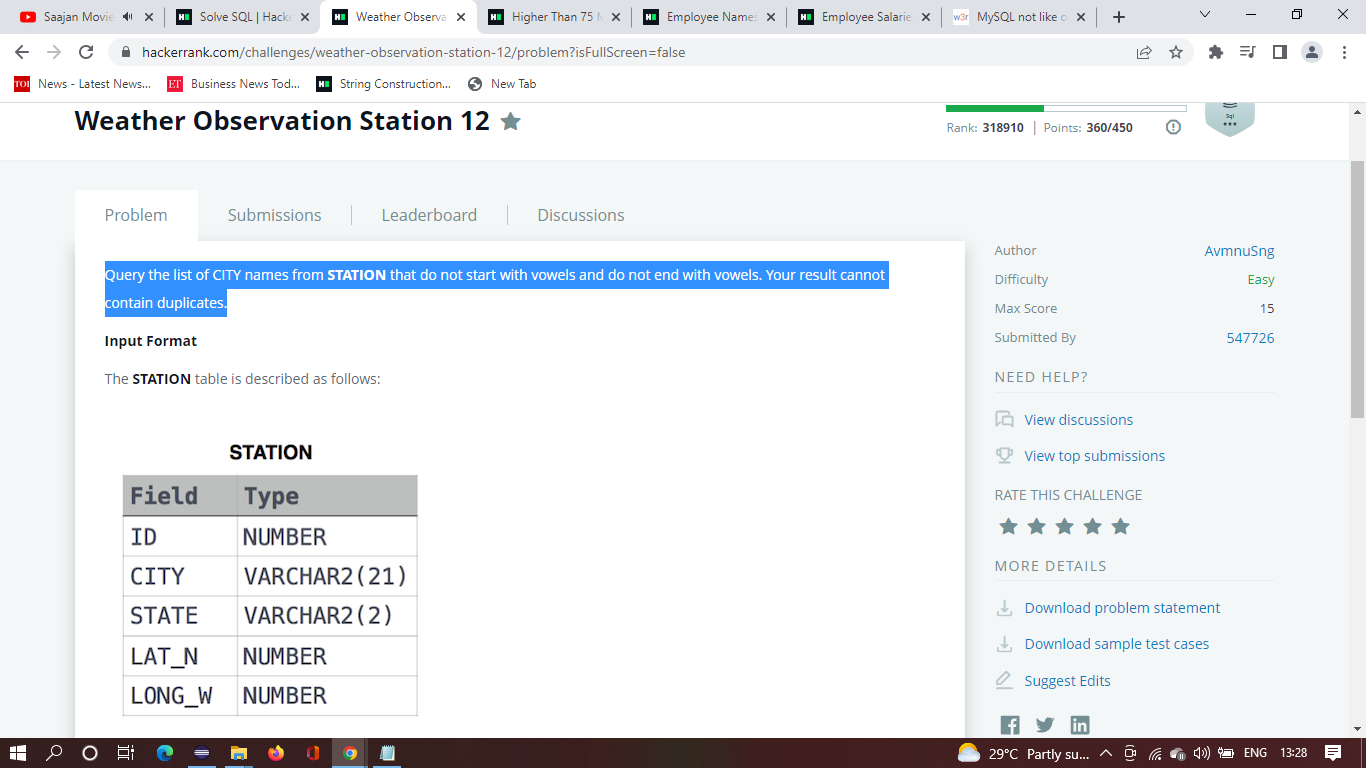 Saajan Movie
Solve SQL | Hacke
Weather Observa
Higher Than 75 M
Employee Names
Employee Salarie
MySQL not like o
hackerrank.com/challenges/weather-observation-station-12/problem?isFullScreen=false
TOI News - Latest News...
ET Business News Tod...
String Construction...
New Tab
Weather Observation Station 12
Rank: 318910 | Points: 360/450
Sql
Problem
Submissions
Leaderboard
Discussions
Query the list of CITY names from STATION that do not start with vowels and do not end with vowels. Your result cannot
contain duplicates.
Input Format
The STATION table is described as follows:
STATION
Field Type
ID NUMBER
CITY VARCHAR2(21)
STATE VARCHAR2(2)
LAT_N NUMBER
LONG_W NUMBER
Author AvmnuSng
Difficulty Easy
Max Score 15
Submitted By 547726
NEED HELP?
View discussions
View top submissions
RATE THIS CHALLENGE
MORE DETAILS
Download problem statement
Download sample test cases
Suggest Edits
29°C Partly su... ENG 13:28